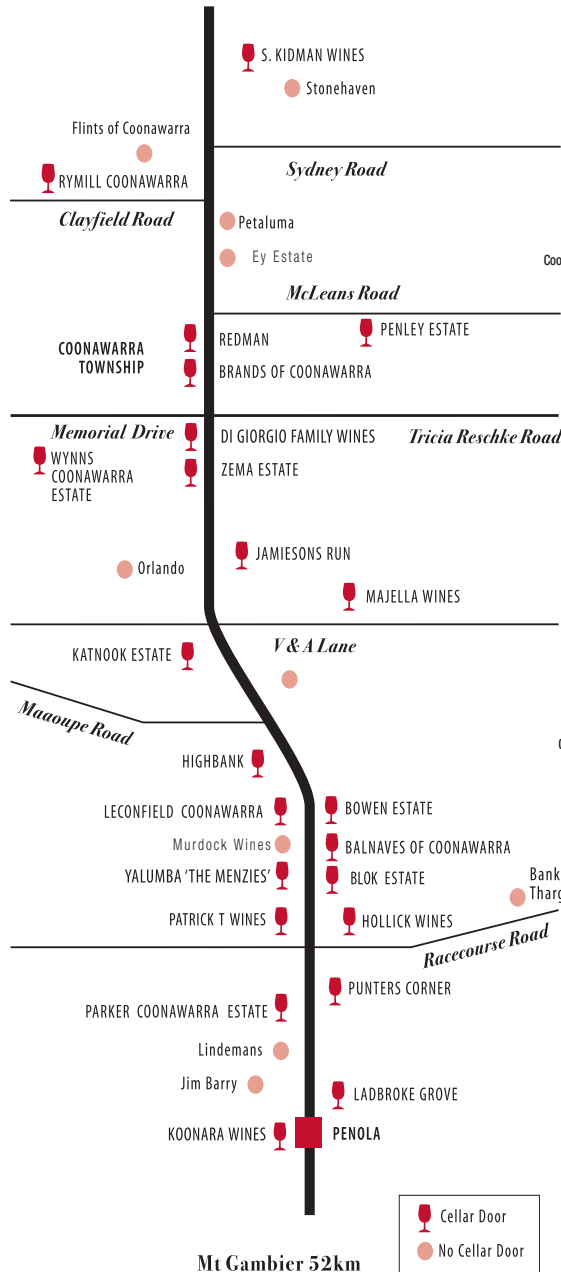 S. KIDMAN WINES
Stonehaven
Flints of Coonawarra
Sydney Road
RYMILL COONAWARRA
Clayfield Road
Petaluma
Ey Estate
Coo
McLeans Road
PENLEY ESTATE
REDMAN
COONAWARRA
TOWNSHIP
BRANDS OF COONAWARRA
Memorial Drive
DI GIORGIO FAMILY WINES
Tricia Reschke Road
WYNNS
COONAWARRA
ESTATE
ZEMA ESTATE
JAMIESONS RUN
Orlando
MAJELLA WINES
V & A Lane
KATNOOK ESTATE
Maaoupe Road
HIGHBANK
LECONFIELD COONAWARRA
BOWEN ESTATE
Murdock Wines
BALNAVES OF COONAWARRA
YALUMBA 'THE MENZIES'
BLOK ESTATE
Bank
Tharg
PATRICK T WINES
HOLLICK WINES
Racecourse Road
PUNTERS CORNER
PARKER COONAWARRA ESTATE
Lindemans
Jim Barry
LADBROKE GROVE
KOONARA WINES
PENOLA
Cellar Door
No Cellar Door
Mt Gambier 52km